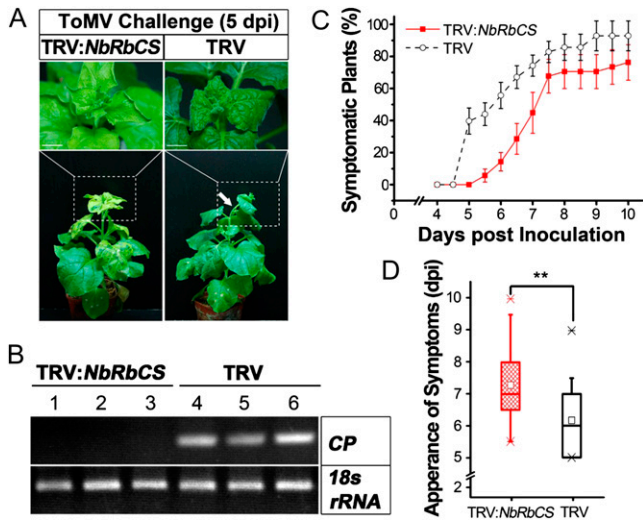 A
ToMV Challenge (5 dpi)
TRV:NbRbCS TRV
B
TRV:NbRbCS TRV
1 2 3 4 5 6
CP
18s
rRNA
C
TRV:NbRbCS
TRV
Symptomatic Plants (%)
100
80
60
40
20
0
0 4 5 6 7 8 9 10
Days post Inoculation
D
**
Apperance of Symptoms (dpi)
10
9
8
7
6
5
2
TRV:NbRbCS TRV